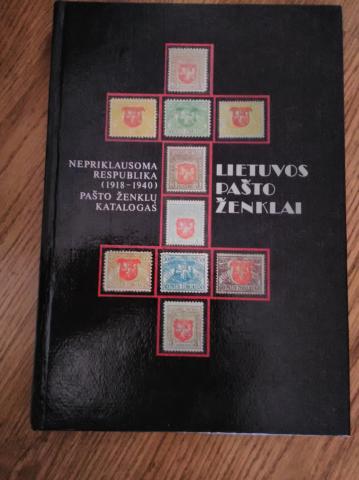 NEPRIKLAUSOMA
RESPUBLIKA
(1918-1940)
PAŠTO ŽENKLŲ
KATALOGAS
LIETUVOS
PAŠTO
ŽENKLAI